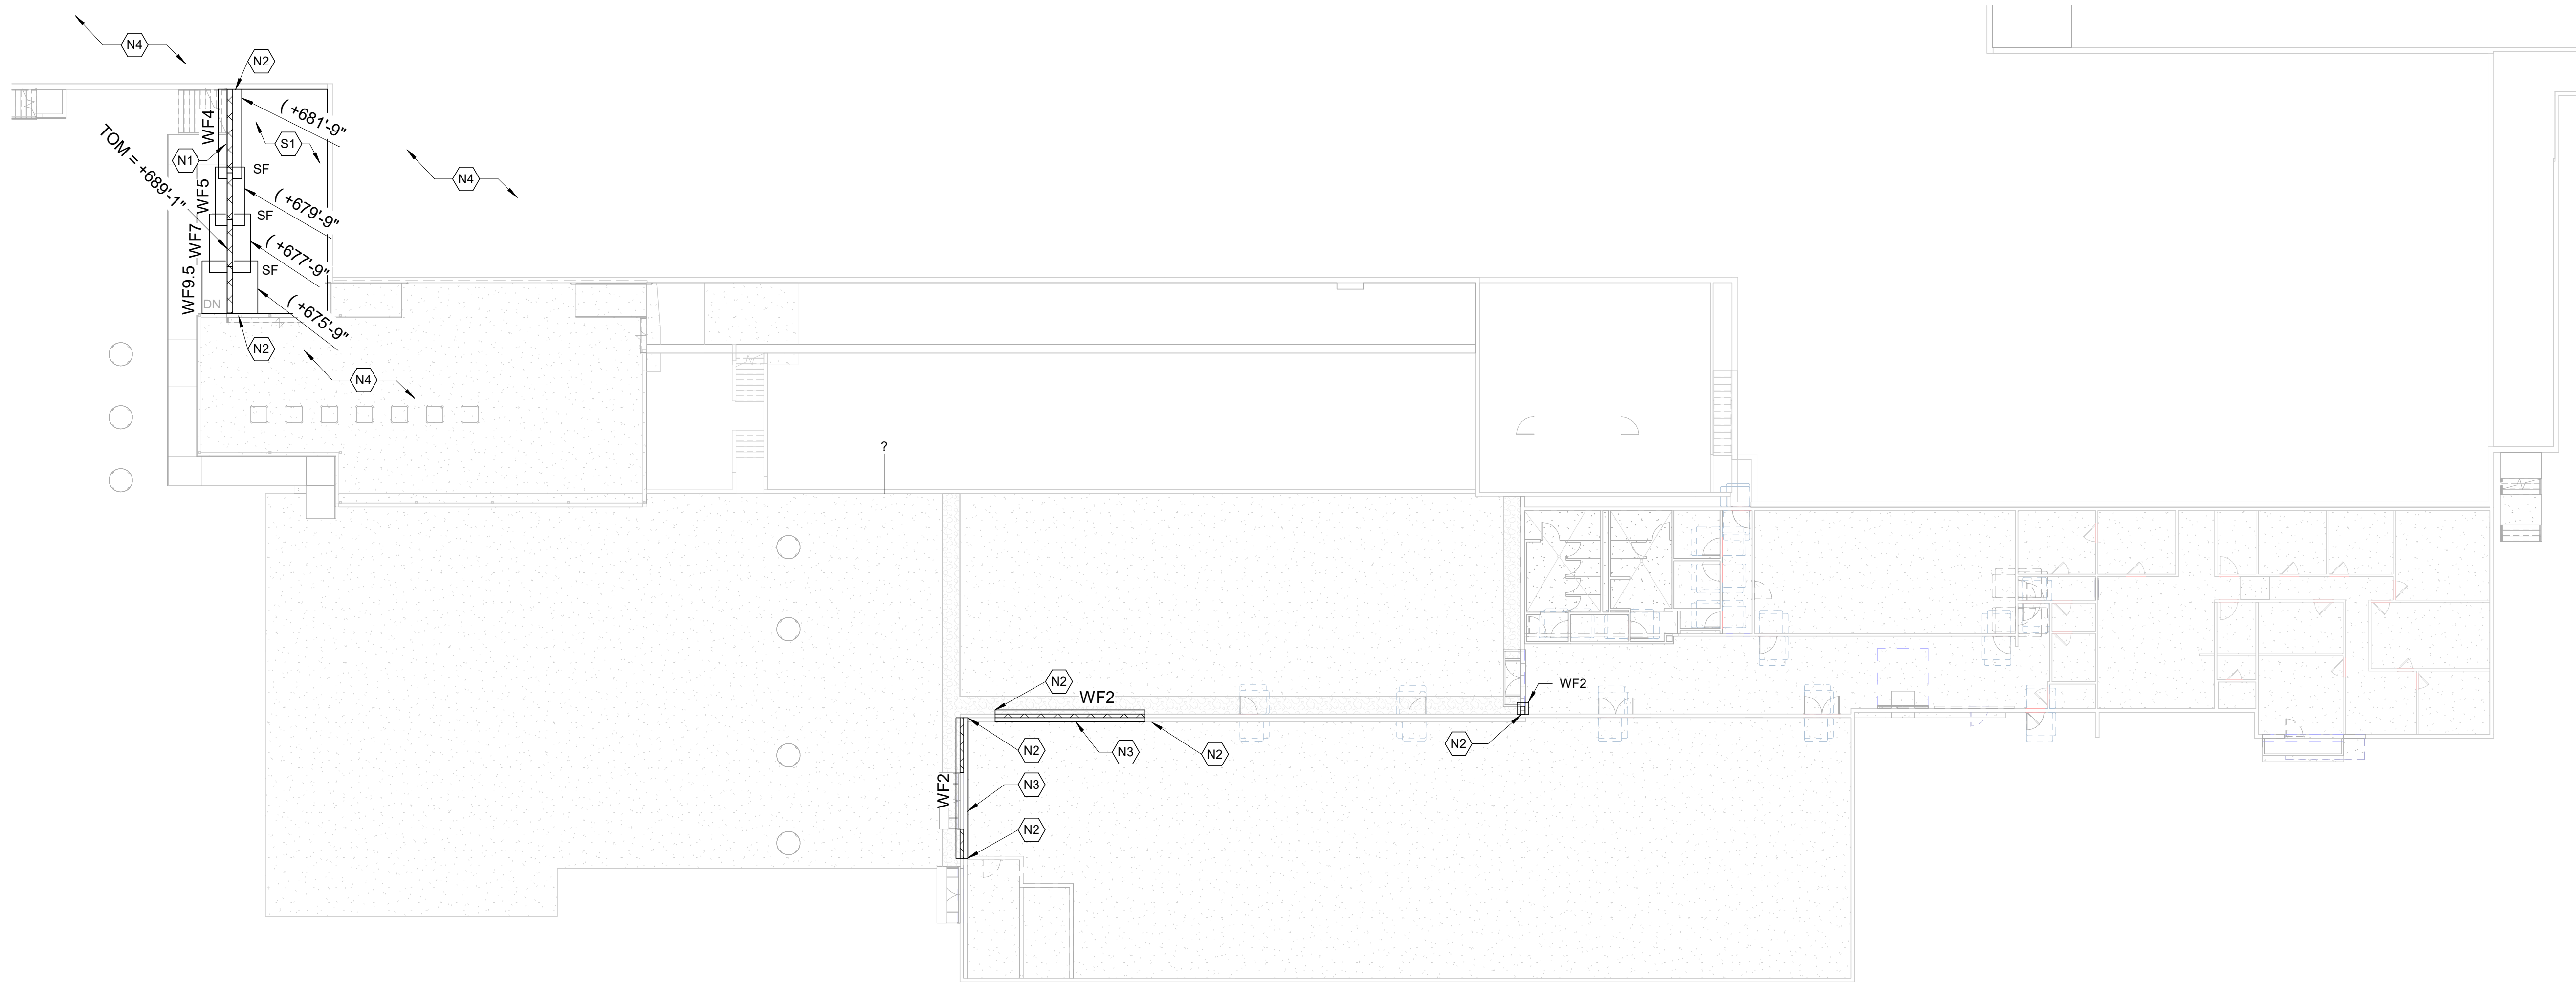 N4
N2
( +681'-9"
WF4
S1
N1
TOM = +689'-1"
SF
N4
WF5
( +679'-9"
SF
WF7
( +677'-9"
SF
WF9.5
DN
( +675'-9"
N2
N4
?
N2
WF2
WF2
N2
N3
N2
N2
WF2
N3
N2